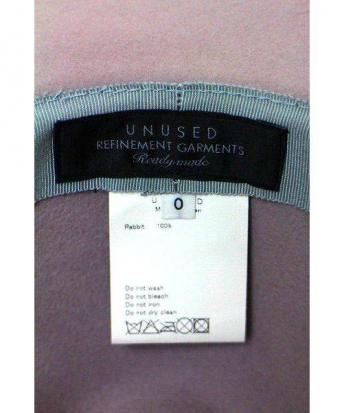 UNUSED
REFINEMENT GARMENTS
Ready made
0
Rabbit 100%
Do not wash
Do not bleach
Do not iron
Do not dry clean